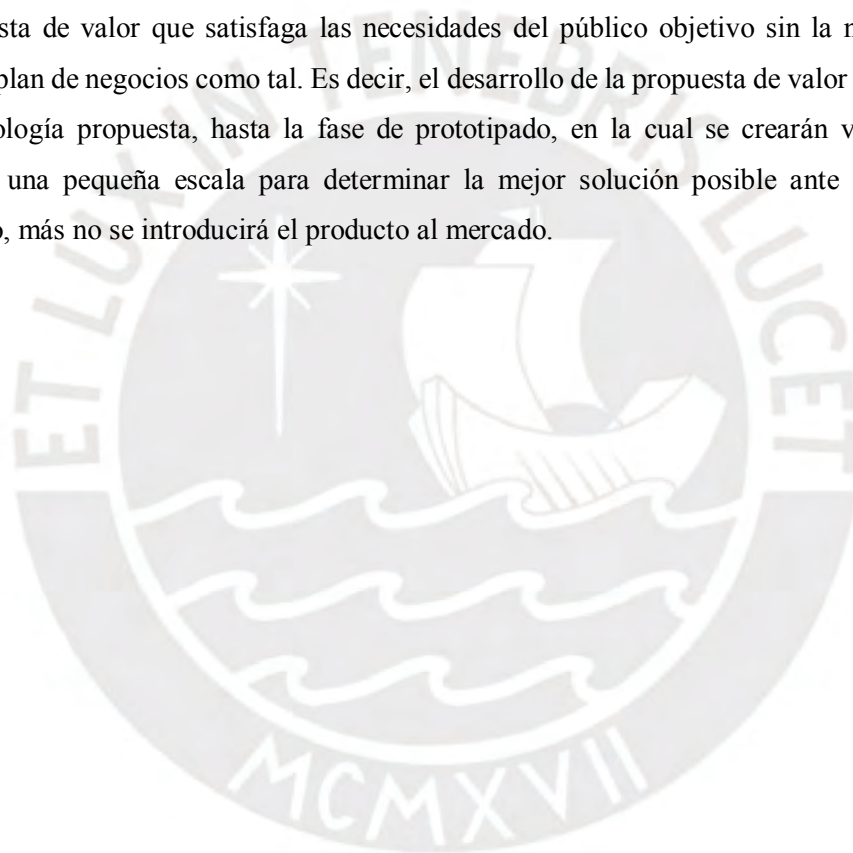 sta de valor que satisfaga las necesidades del público objetivo sin la
plan de negocios como tal. Es decir, el desarrollo de la propuesta de valor
ología propuesta, hasta la fase de prototipado, en la cual se crearán v
una pequeña escala para determinar la mejor solución posible ante
, más no se introducirá el producto al mercado.
ET LUX IN TENEBRIS LUCET
MCMXVII